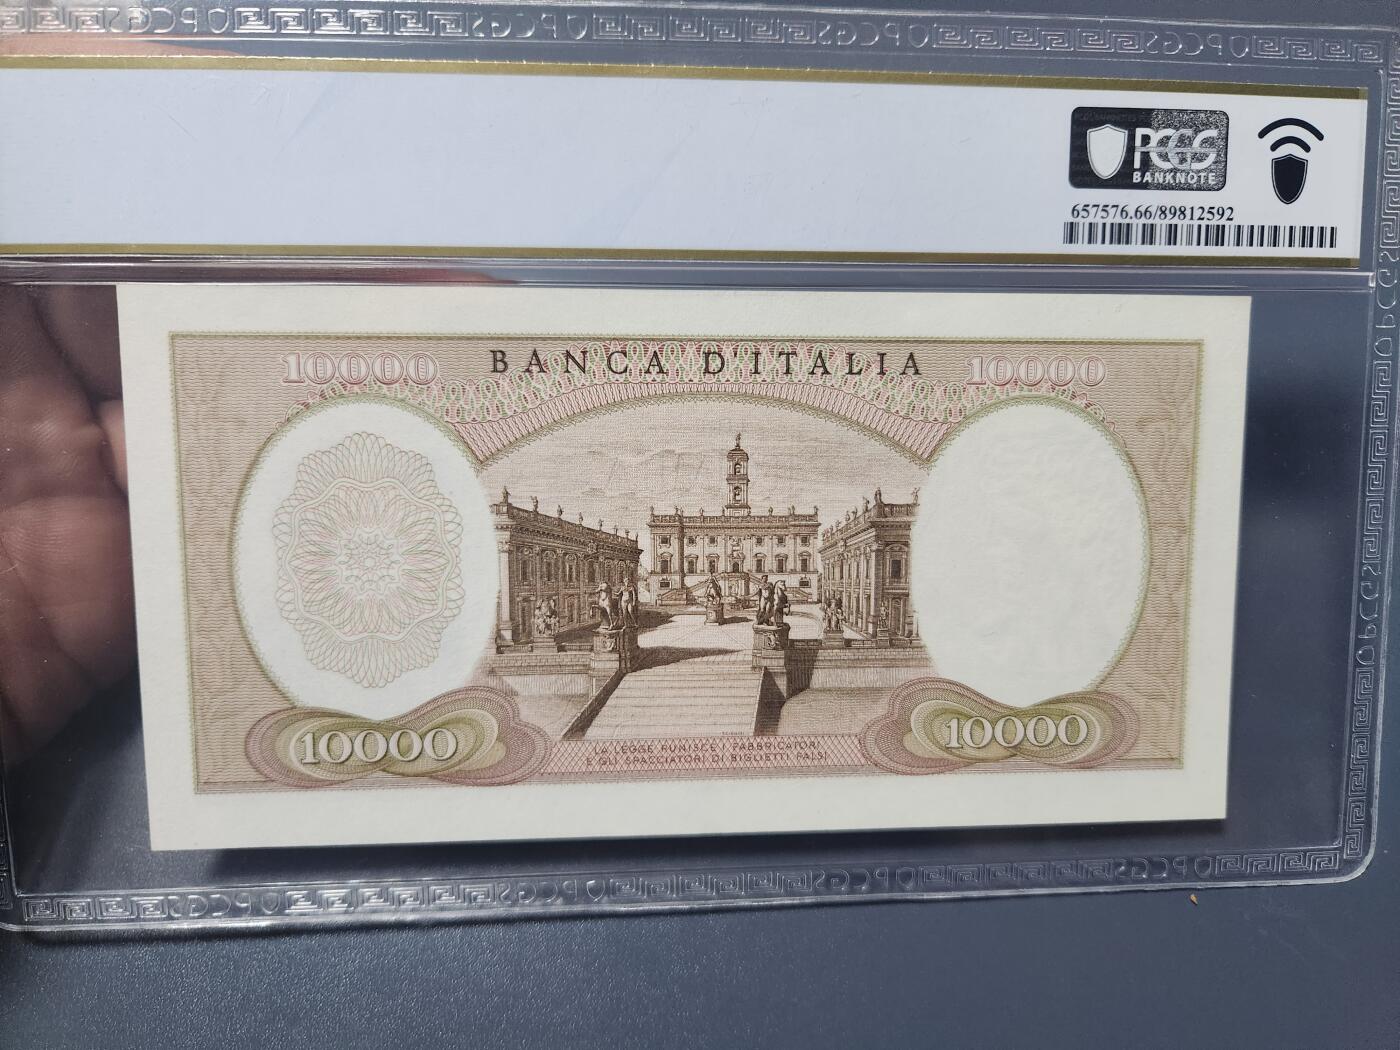 PCGS
BANKNOTE
657576.66/89812592
10000 BANCA D'ITALIA 10000
10000 10000
LA LEGGE PUNISCE I FABBRICATORI
E GLI SPACCIATORI DI BIGLIETTI FALSI